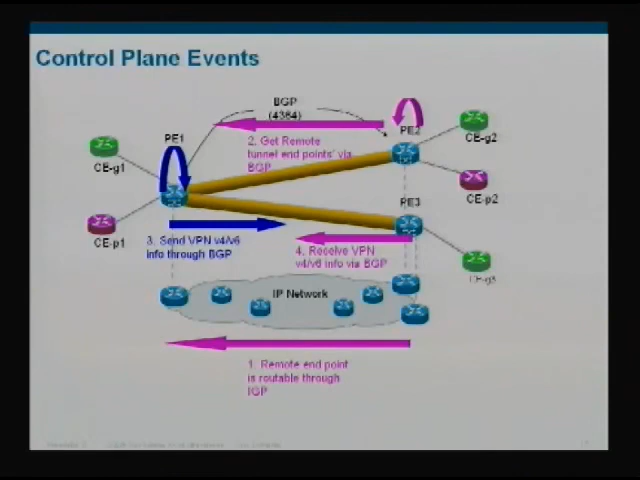 Control Plane Events
BGP
(4364)
PE1
PE2
CE-g1
CE-g2
2. Get Remote
tunnel end points' via
BGP
CE-p2
PE3
CE-p1
3. Send VPN v4/v6
info through BGP
4. Receive VPN
v4/v6 info via BGP
CE-g3
IP Network
1. Remote end point
is routable through
IGP